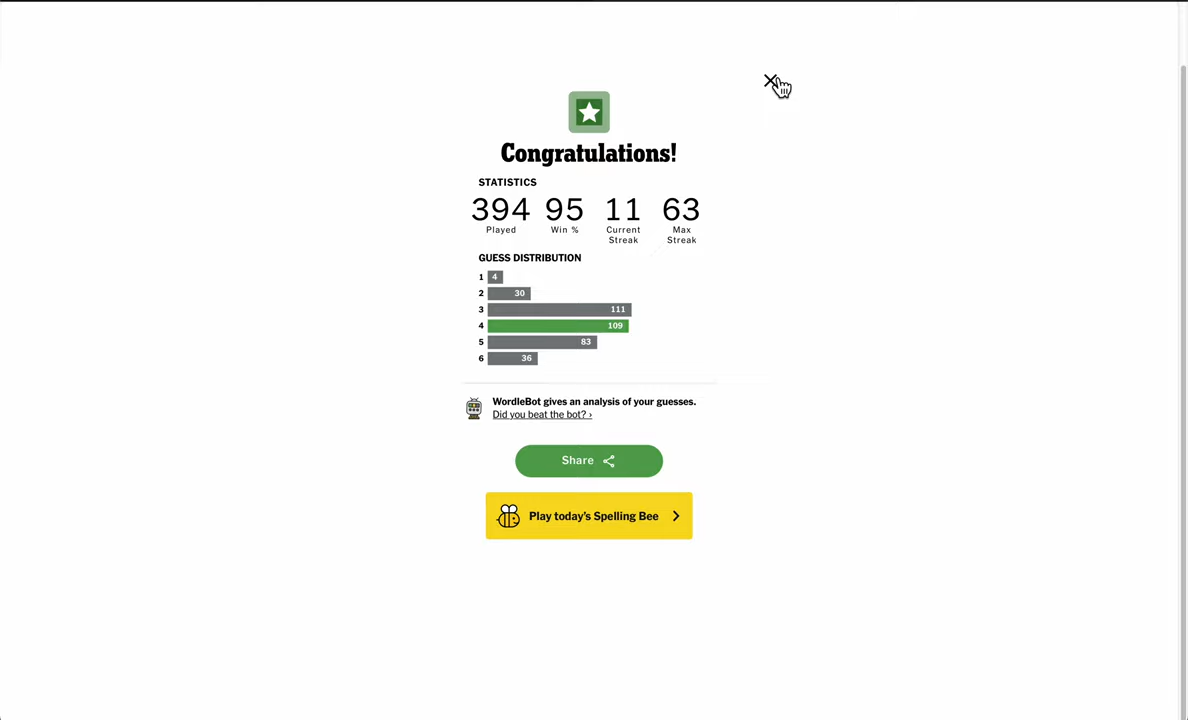 Congratulations!
STATISTICS
394 95 11 63
Played Win % Current Streak Max Streak
GUESS DISTRIBUTION
1 4
2 30
3 111
4 109
5 83
6 36
WordleBot gives an analysis of your guesses.
Did you beat the bot? ›
Share
Play today's Spelling Bee